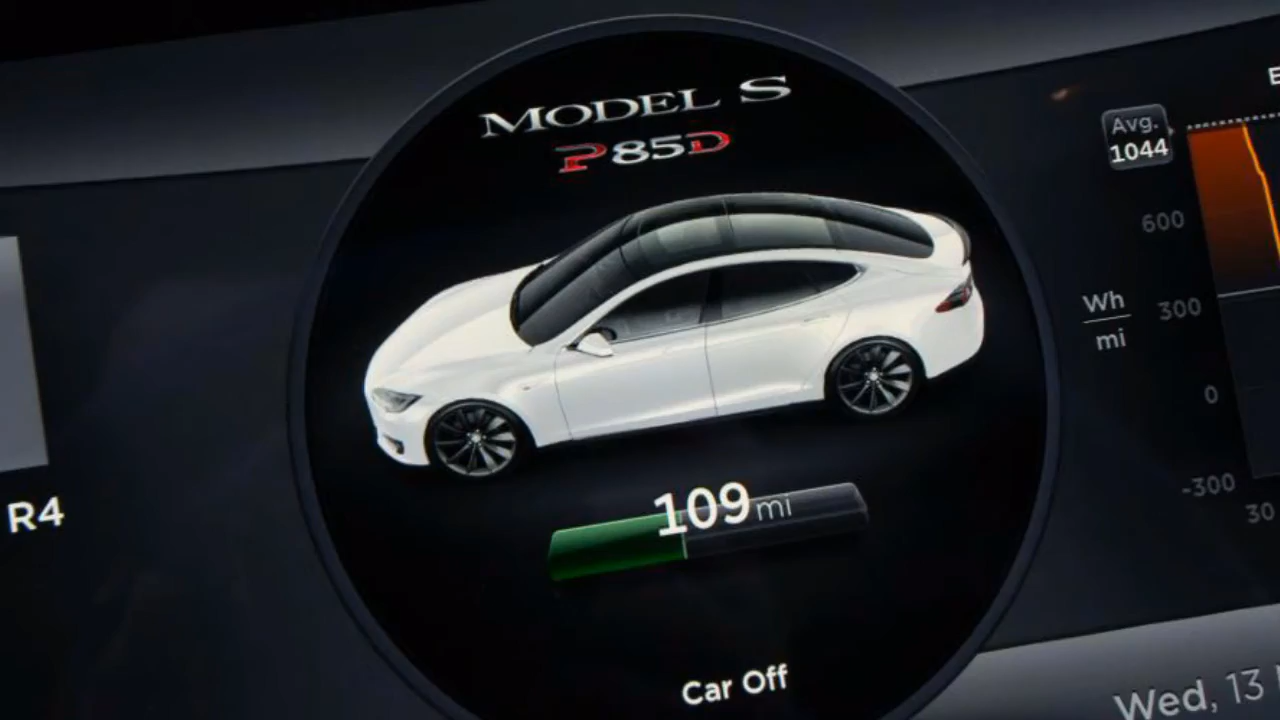 MODEL S
P85D
R4
109 mi
Car Off
Avg.
1044
600
300
0
-300
30
Wh
mi
Wed, 13